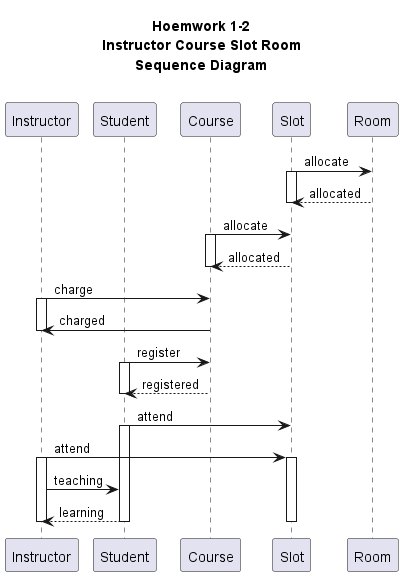 Hoemwork 1-2
Instructor Course Slot Room
Sequence Diagram
Instructor Student Course Slot Room
allocate
allocated
allocate
allocated
charge
charged
register
registered
attend
attend
teaching
learning
Instructor Student Course Slot Room